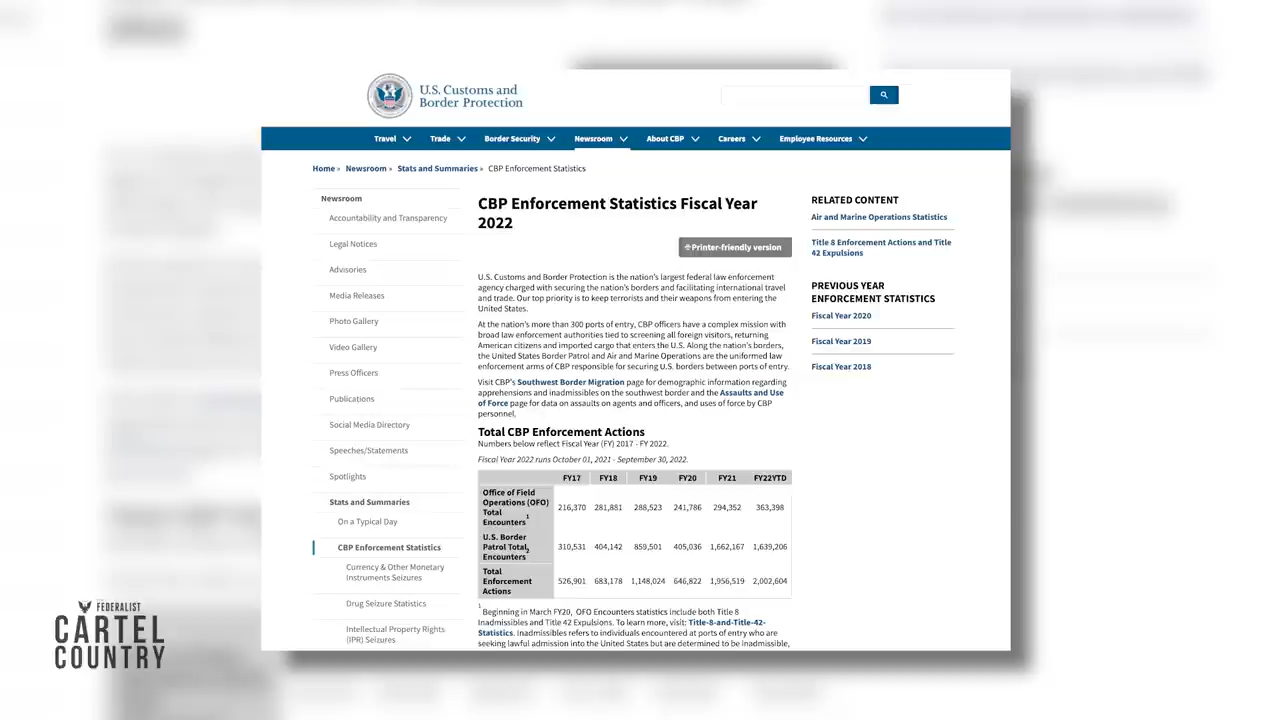 U.S. Customs and
Border Protection
Travel
Trade
Border Security
Newsroom
About CBP
Careers
Employee Resources
Home » Newsroom » Stats and Summaries » CBP Enforcement Statistics
Newsroom
Accountability and Transparency
Legal Notices
Advisories
Media Releases
Photo Gallery
Video Gallery
Press Officers
Publications
Social Media Directory
Speeches/Statements
Spotlights
Stats and Summaries
On a Typical Day
CBP Enforcement Statistics
Currency & Other Monetary
Instruments Seizures
Drug Seizure Statistics
Intellectual Property Rights
(IPR) Seizures
CBP Enforcement Statistics Fiscal Year
2022
Printer-friendly version
U.S. Customs and Border Protection is the nation's largest federal law enforcement
agency charged with securing the nation's borders and facilitating international travel
and trade. Our top priority is to keep terrorists and their weapons from entering the
United States.
At the nation's more than 300 ports of entry, CBP officers have a complex mission with
broad law enforcement authorities tied to screening all foreign visitors, returning
American citizens and imported cargo that enters the U.S. Along the nation's borders,
the United States Border Patrol and Air and Marine Operations are the uniformed law
enforcement arms of CBP responsible for securing U.S. borders between ports of entry.
Visit CBP's Southwest Border Migration page for demographic information regarding
apprehensions and inadmissibles on the southwest border and the Assaults and Use
of Force page for data on assaults on agents and officers, and uses of force by CBP
personnel.
Total CBP Enforcement Actions
Numbers below reflect Fiscal Year (FY) 2017 - FY 2022.
Fiscal Year 2022 runs October 01, 2021 - September 30, 2022.
FY17 FY18 FY19 FY20 FY21 FY22YTD
Office of Field
Operations (OFO)
Total
Encounters1
216,370 281,881 288,523 241,786 294,352 363,398
U.S. Border
Patrol Total
Encounters2
310,531 404,142 859,501 405,036 1,662,167 1,639,206
Total
Enforcement
Actions
526,901 683,178 1,148,024 646,822 1,956,519 2,002,604
1 Beginning in March FY20, OFO Encounters statistics include both Title 8
Inadmissibles and Title 42 Expulsions. To learn more, visit: Title-8-and-Title-42-
Statistics. Inadmissibles refers to individuals encountered at ports of entry who are
seeking lawful admission into the United States but are determined to be inadmissible,
RELATED CONTENT
Air and Marine Operations Statistics
Title 8 Enforcement Actions and Title
42 Expulsions
PREVIOUS YEAR
ENFORCEMENT STATISTICS
Fiscal Year 2020
Fiscal Year 2019
Fiscal Year 2018
FEDERALIST
CARTEL
COUNTRY